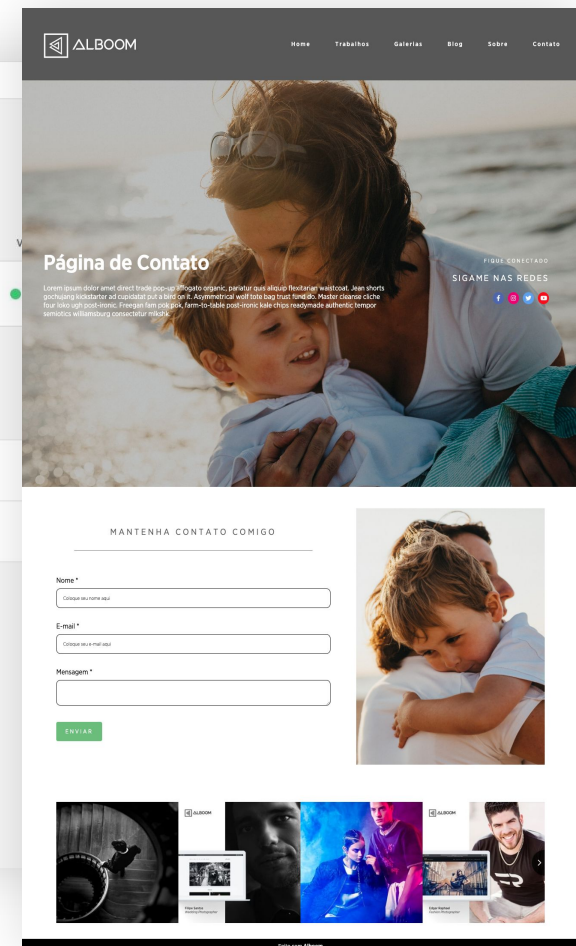 ALBOOM
Home Trabalhos Galerias Blog Sobre Contato
Página de Contato
Lorem ipsum dolor amet direct trade pop-up affogato organic, pariatur quis aliquip flexitarian waistcoat. Jean shorts
gochujang kickstarter ad cupidatat put a bird on it. Asymmetrical wolf tote bag trust fund do. Master cleanse cliche
four loko ugh post-ironic. Freegan fam pok pok, farm-to-table post-ironic kale chips readymade authentic tempor
semiotics williamsburg consectetur mlkshk.
FIQUE CONECTADO
SIGAME NAS REDES
MANTENHA CONTATO COMIGO
Nome *
Coloque seu nome aqui
E-mail *
Coloque seu e-mail aqui
Mensagem *
ENVIAR
ALBOOM
ALBOOM
Feito com Alboom